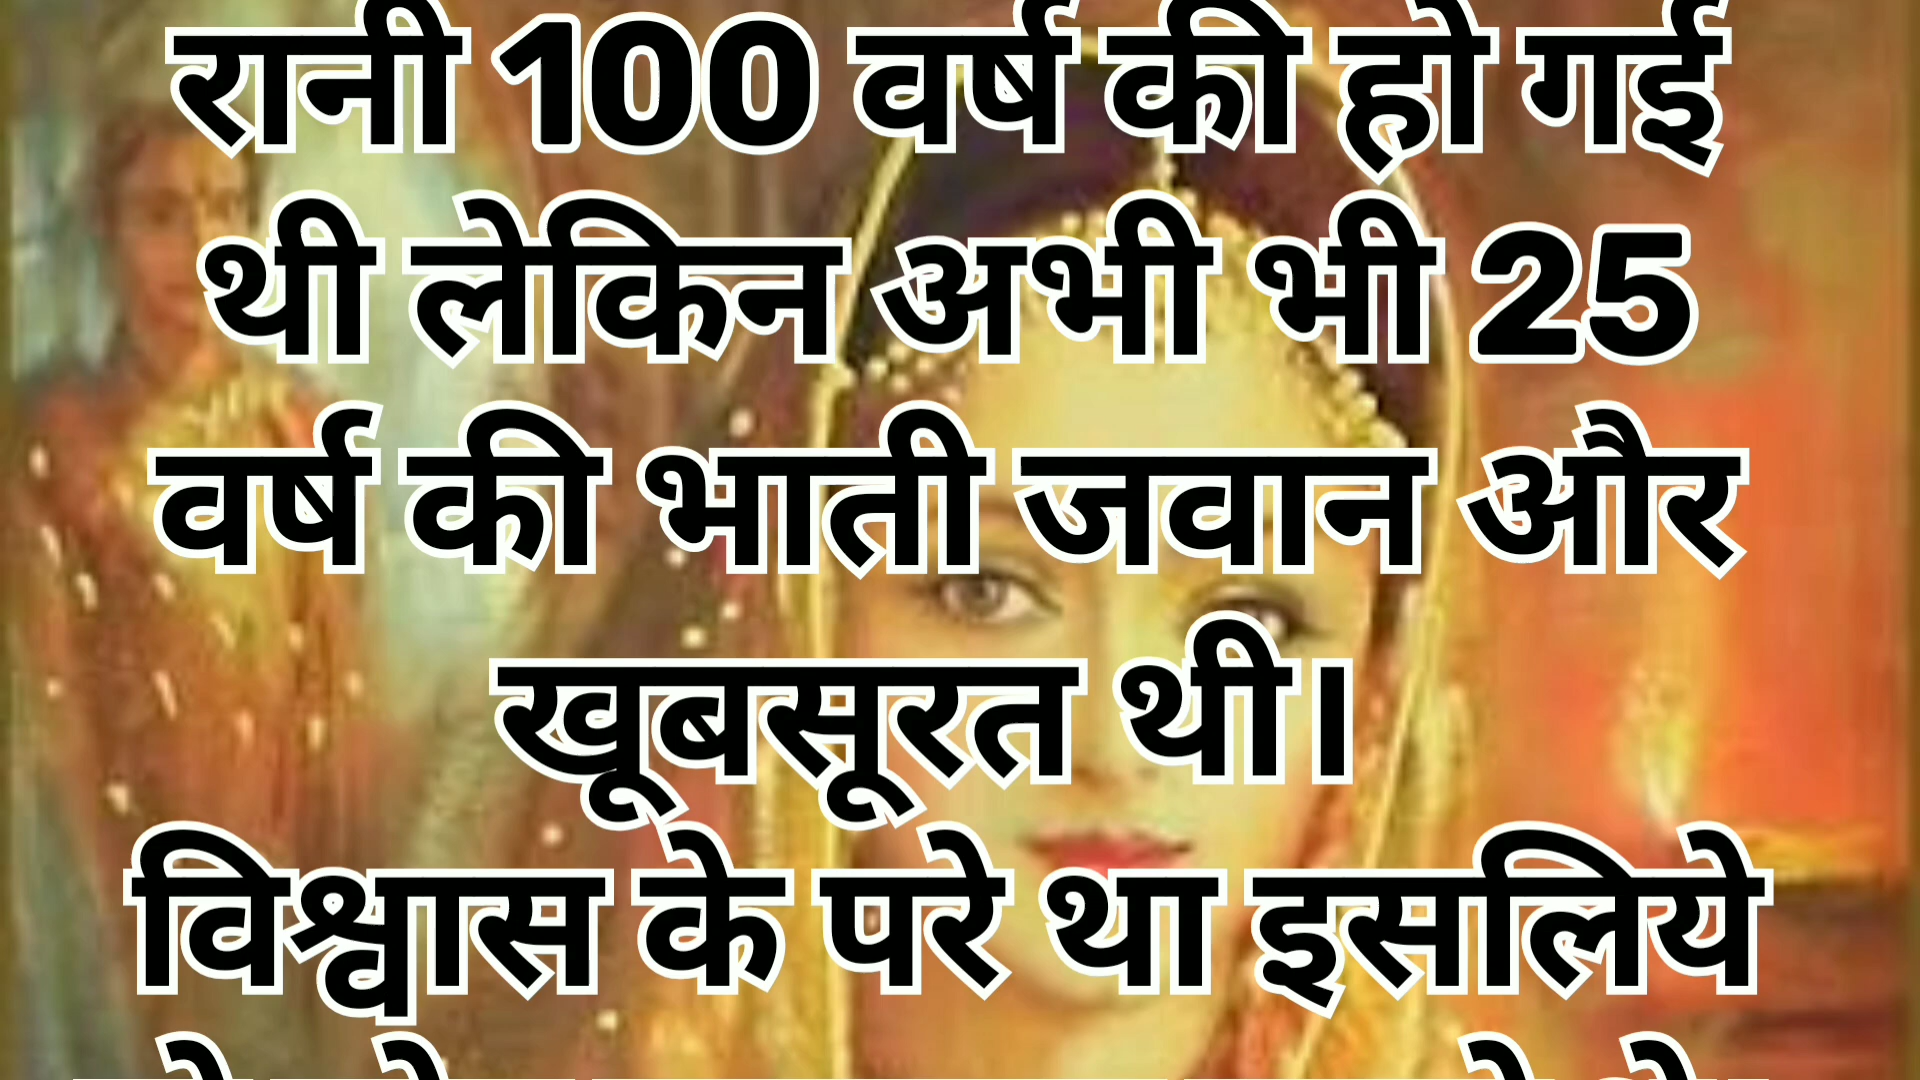 रानी 100 वर्ष की हो गई
थी लेकिन अभी भी 25
वर्ष की भाती जवान और
खूबसूरत थी।
विश्वास के परे था इसलिये